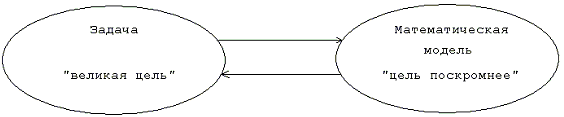 Задача
"великая цель"
Математическая
модель
"цель поскромнее"